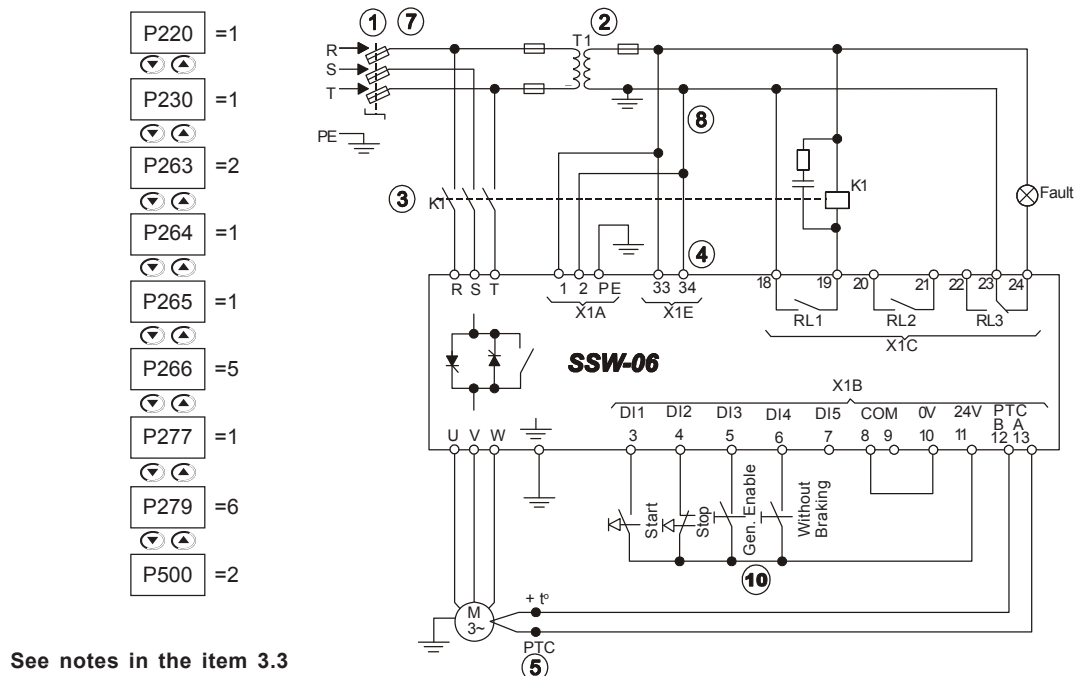 P220 =1
P230 =1
P263 =2
P264 =1
P265 =1
P266 =5
P277 =1
P279 =6
P500 =2
See notes in the item 3.3
1 7 2
T1
R
S
T
PE
8
3 K1 K1
Fault
4
R S T 1 2 PE 33 34 18 19 20 21 22 23 24
X1A X1E RL1 RL2 RL3
X1C
SSW-06
X1B
DI1 DI2 DI3 DI4 DI5 COM 0V 24V PTC
B A
U V W 3 4 5 6 7 8 9 10 11 12 13
Start
Stop
Gen. Enable
Without
Braking
10
+ tº
M
3~
PTC
5